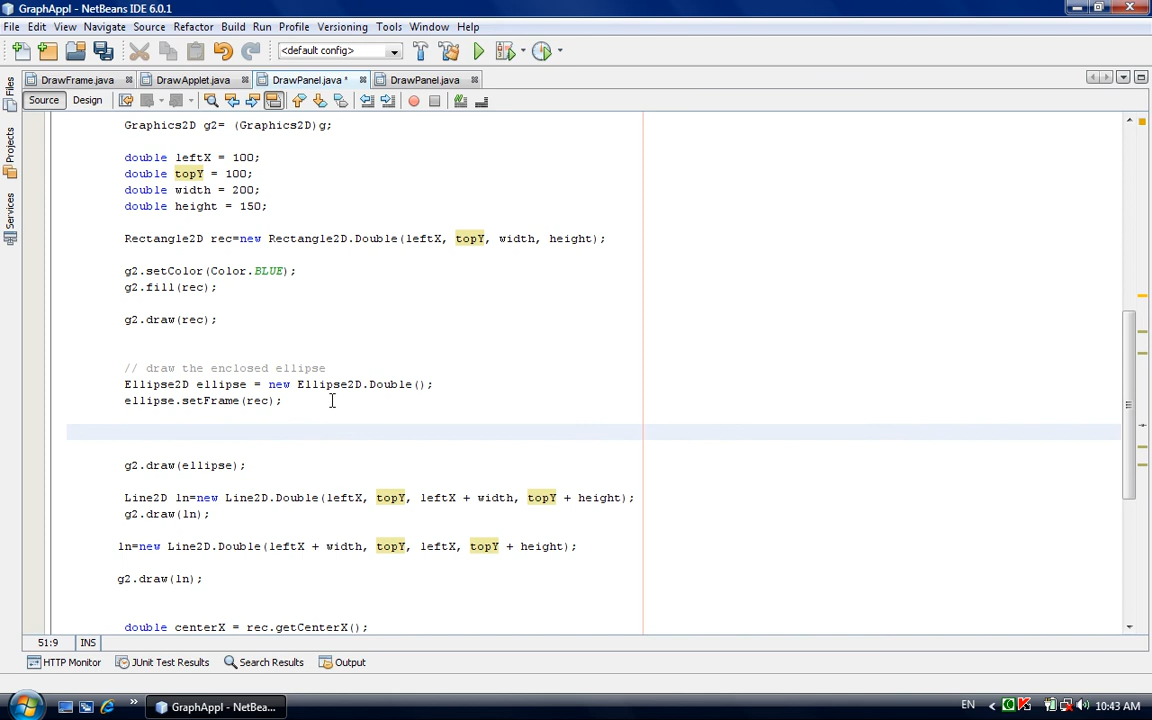 GraphAppl - NetBeans IDE 6.0.1
File Edit View Navigate Source Refactor Build Run Profile Versioning Tools Window Help
<default config>
DrawFrame.java DrawApplet.java DrawPanel.java * DrawPanel.java
Source Design
Files
Projects
Services
Graphics2D g2= (Graphics2D)g;
double leftX = 100;
double topY = 100;
double width = 200;
double height = 150;
Rectangle2D rec=new Rectangle2D.Double(leftX, topY, width, height);
g2.setColor(Color.BLUE);
g2.fill(rec);
g2.draw(rec);
// draw the enclosed ellipse
Ellipse2D ellipse = new Ellipse2D.Double();
ellipse.setFrame(rec);
g2.draw(ellipse);
Line2D ln=new Line2D.Double(leftX, topY, leftX + width, topY + height);
g2.draw(ln);
ln=new Line2D.Double(leftX + width, topY, leftX, topY + height);
g2.draw(ln);
double centerX = rec.getCenterX();
51:9 INS
HTTP Monitor JUnit Test Results Search Results Output
GraphAppl - NetBea... EN 10:43 AM